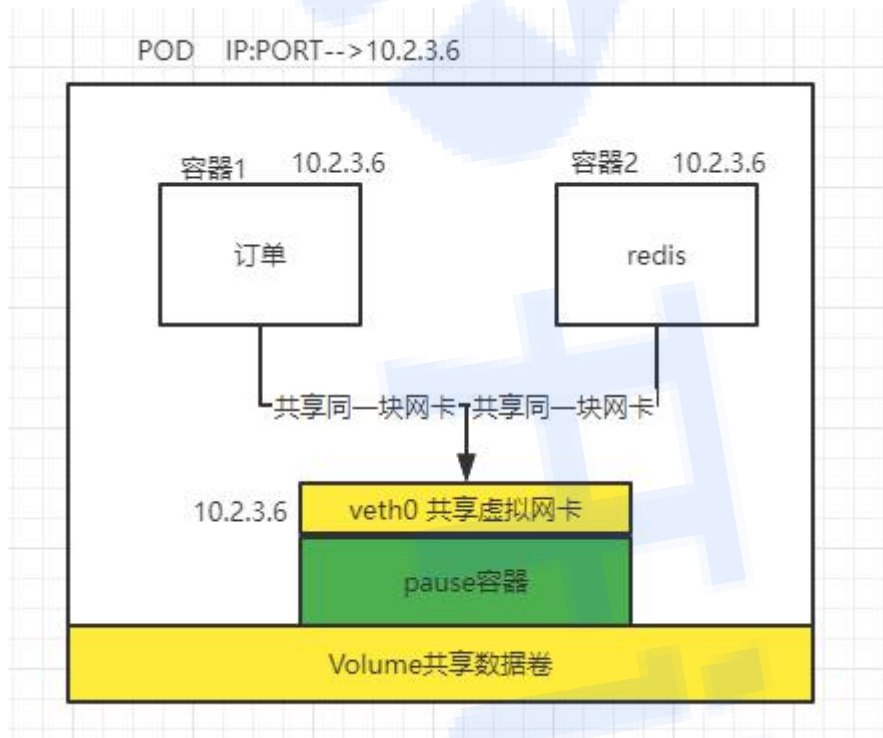 POD IP:PORT-->10.2.3.6
容器1 10.2.3.6
容器2 10.2.3.6
订单
redis
共享同一块网卡
共享同一块网卡
10.2.3.6
veth0 共享虚拟网卡
pause容器
Volume共享数据卷